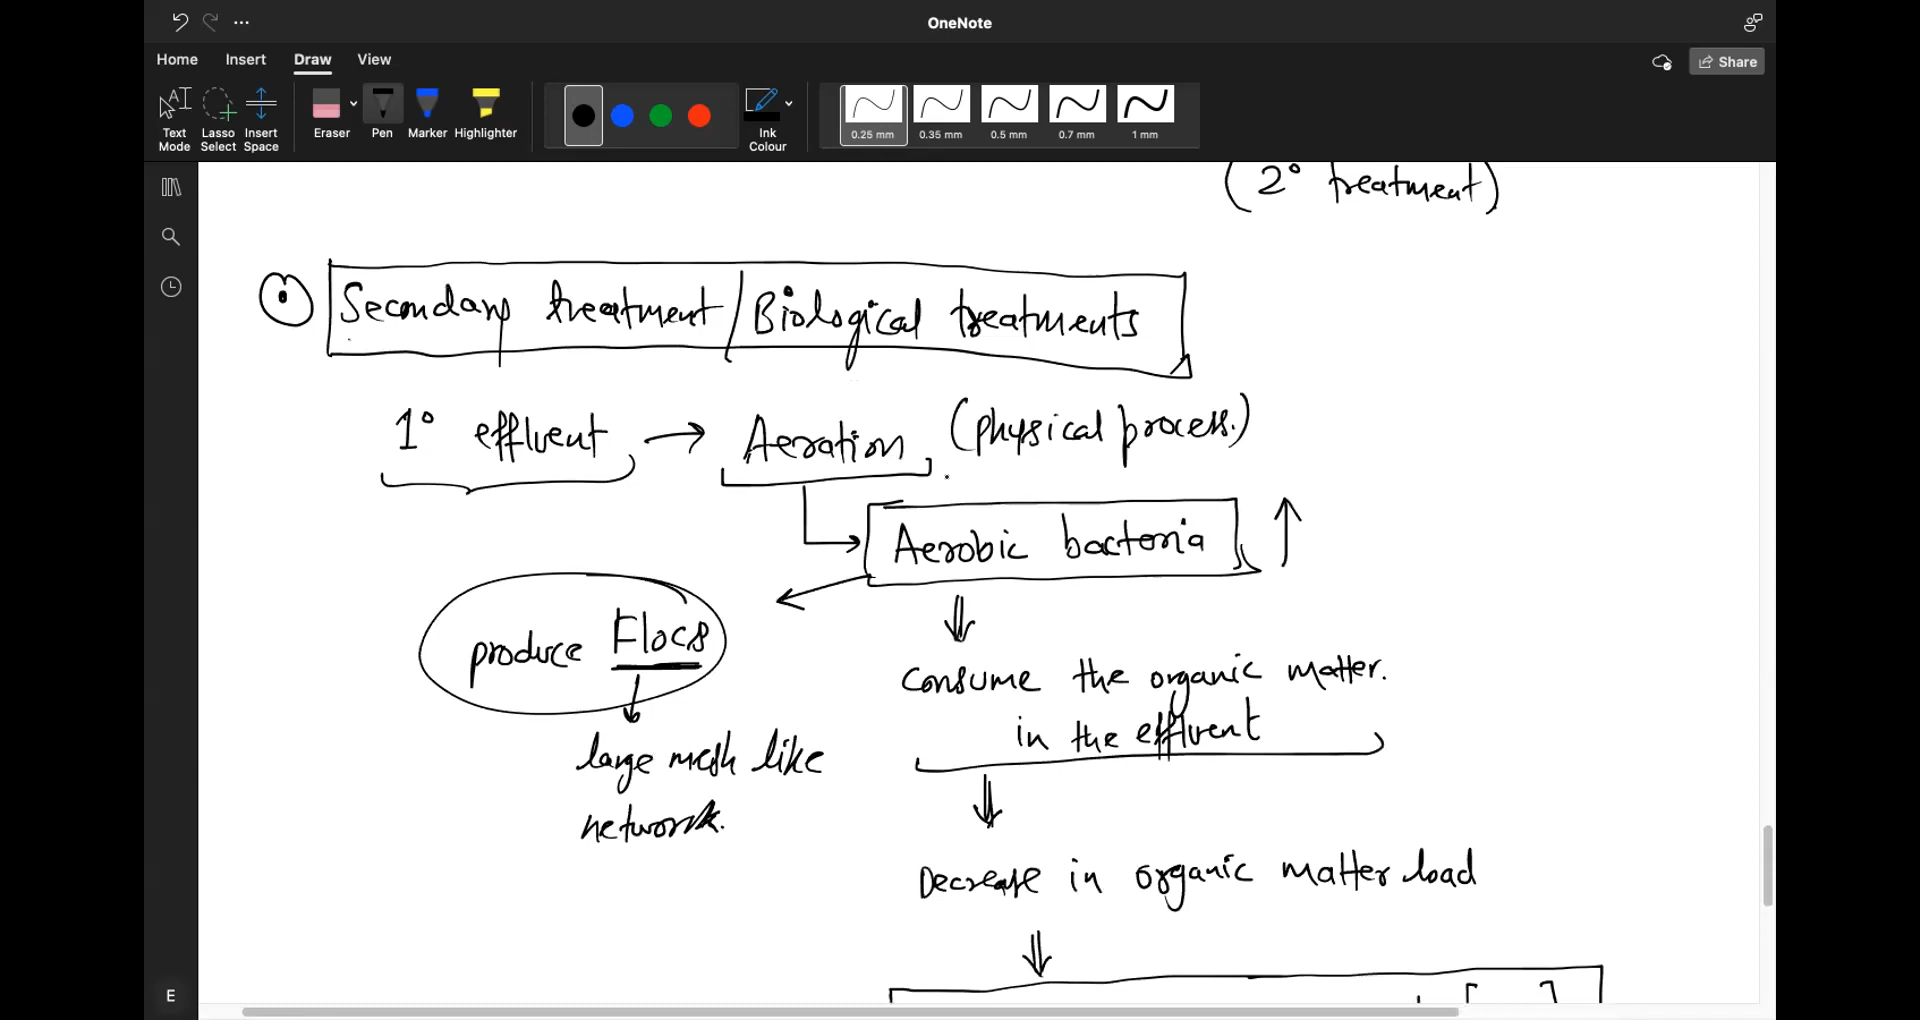 OneNote
Home Insert Draw View
Share
Text Mode
Lasso Select
Insert Space
Eraser
Pen
Marker
Highlighter
Ink Colour
0.25 mm
0.35 mm
0.5 mm
0.7 mm
1 mm
(2° treatment)
Secondary treatment/Biological treatments
1° effluent → Aeration (physical process.)
Aerobic bacteria ↑
produce Flocs
consume the organic matter.
in the effluent
large mesh like
network.
Decrease in organic matter load
E